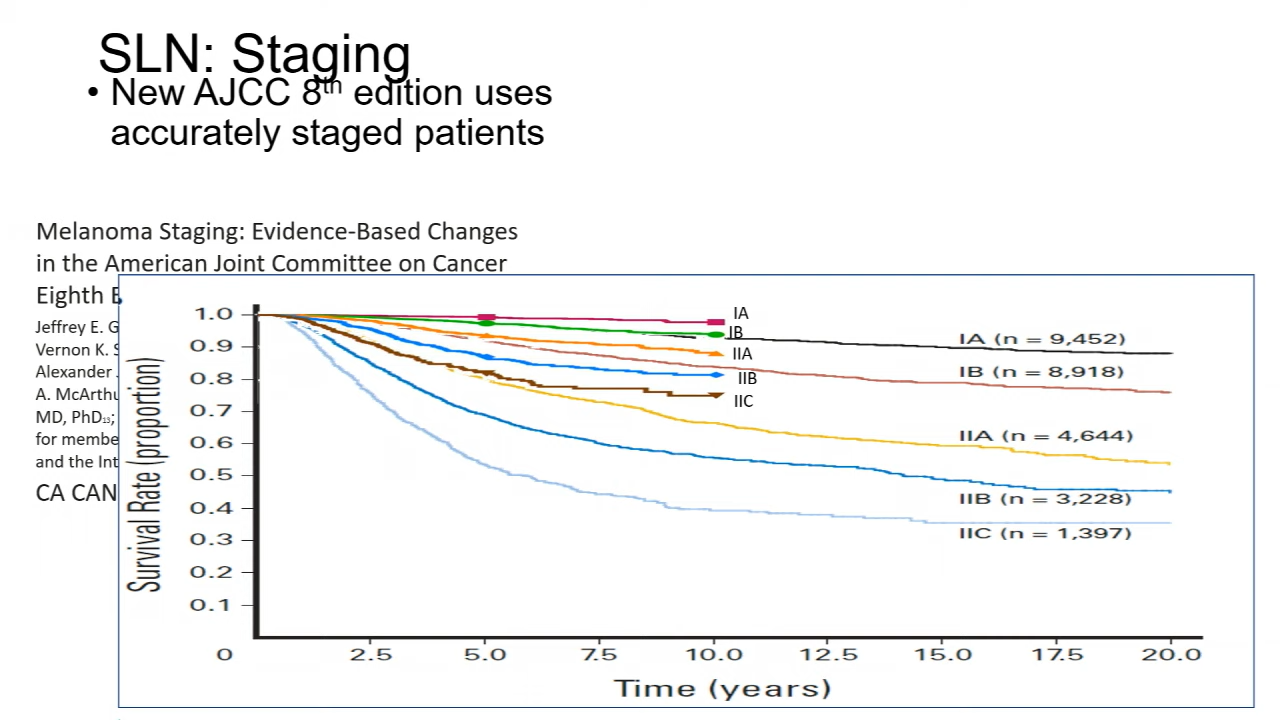 SLN: Staging
• New AJCC 8th edition uses
accurately staged patients
Melanoma Staging: Evidence-Based Changes
in the American Joint Committee on Cancer
Eighth
Jeffrey E.
Vernon K.
Alexander
A.
MD, PhD13;
for
and the
CA CAN
Survival Rate (proportion)
1.0
0.9
0.8
0.7
0.6
0.5
0.4
0.3
0.2
0.1
0
IA
IB
IIA
IIB
IIC
IA (n = 9,452)
IB (n = 8,918)
IIA (n = 4,644)
IIB (n = 3,228)
IIC (n = 1,397)
2.5 5.0 7.5 10.0 12.5 15.0 17.5 20.0
Time (years)